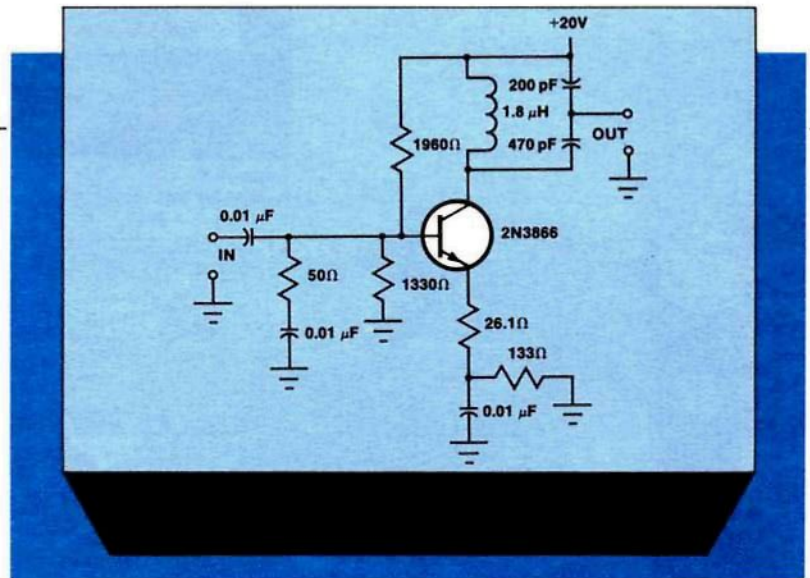 +20V
200 pF
1.8 μH
470 pF
OUT
1960Ω
0.01 μF
2N3866
IN
50Ω
1330Ω
26.1Ω
0.01 μF
133Ω
0.01 μF